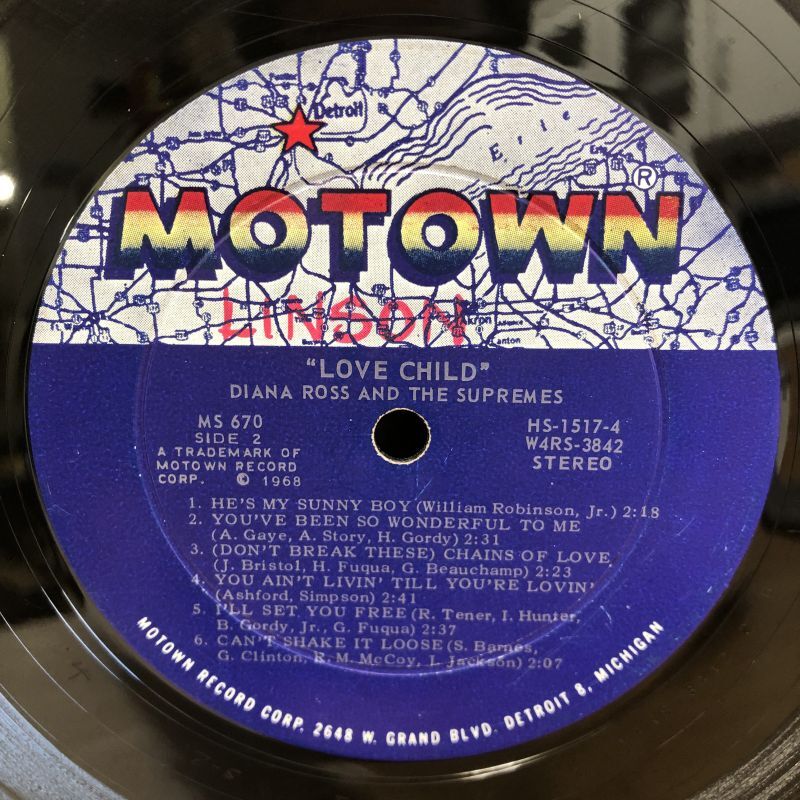 Detroit
Erie
MOTOWN®
LINSON
Akron
"LOVE CHILD"
DIANA ROSS AND THE SUPREMES
MS 670
SIDE 2
A TRADEMARK OF
MOTOWN RECORD
CORP. © 1968
HS-1517-4
W4RS-3842
STEREO
1. HE'S MY SUNNY BOY (William Robinson, Jr.) 2:18
2. YOU'VE BEEN SO WONDERFUL TO ME
(A. Gaye, A. Story, H. Gordy) 2:31
3. (DON'T BREAK THESE) CHAINS OF LOVE
(J. Bristol, H. Fuqua, G. Beauchamp) 2:23
4. YOU AIN'T LIVIN' TILL YOU'RE LOVIN'
(Ashford, Simpson) 2:41
5. I'LL SET YOU FREE (R. Tener, I. Hunter,
B. Gordy, Jr., G. Fuqua) 2:37
6. CAN'T SHAKE IT LOOSE (S. Barnes,
G. Clinton, R. M. McCoy, L. Jackson) 2:07
MOTOWN RECORD CORP. 2648 W. GRAND BLVD. DETROIT 8, MICHIGAN